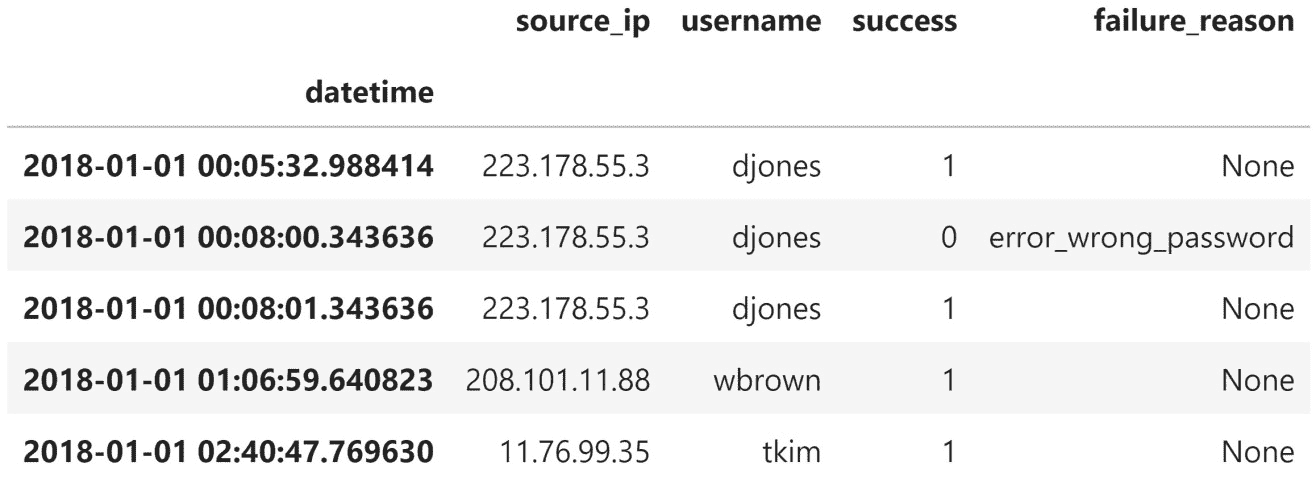 source_ip username success failure_reason
datetime
2018-01-01 00:05:32.988414 223.178.55.3 djones 1 None
2018-01-01 00:08:00.343636 223.178.55.3 djones 0 error_wrong_password
2018-01-01 00:08:01.343636 223.178.55.3 djones 1 None
2018-01-01 01:06:59.640823 208.101.11.88 wbrown 1 None
2018-01-01 02:40:47.769630 11.76.99.35 tkim 1 None